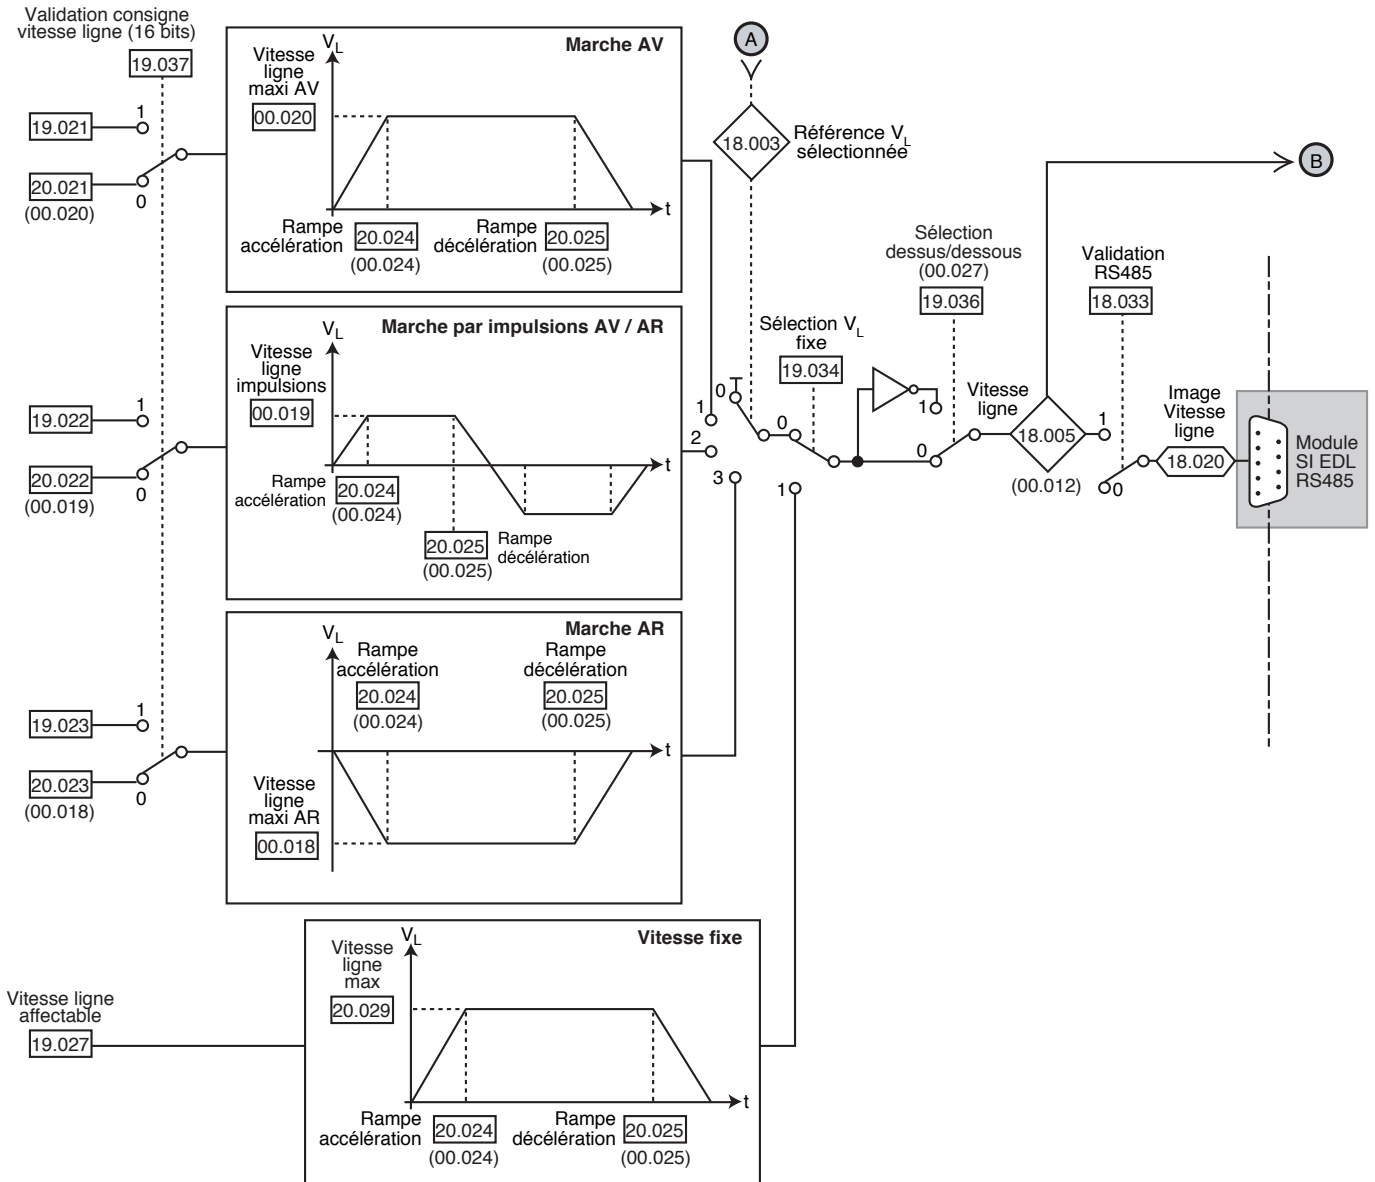 Validation consigne
vitesse ligne (16 bits)
19.037
19.021
1
20.021
(00.020)
0
Marche AV
VL
Vitesse
ligne
maxi AV
00.020
t
Rampe
accélération
20.024
(00.024)
Rampe
décélération
20.025
(00.025)
19.022
1
20.022
(00.019)
0
Marche par impulsions AV / AR
VL
Vitesse
ligne
impulsions
00.019
t
Rampe
accélération
20.024
(00.024)
20.025
(00.025)
Rampe
décélération
19.023
1
20.023
(00.018)
0
Marche AR
VL
Rampe
accélération
20.024
(00.024)
Rampe
décélération
20.025
(00.025)
t
Vitesse
ligne
maxi AR
00.018
Vitesse fixe
VL
Vitesse
ligne
max
20.029
t
Rampe
accélération
20.024
(00.024)
Rampe
décélération
20.025
(00.025)
Vitesse ligne
affectable
19.027
A
18.003
Référence VL
sélectionnée
0
1
2
3
Sélection VL
fixe
19.034
0
1
Sélection
dessus/dessous
(00.027)
19.036
1
0
Vitesse
ligne
18.005
(00.012)
B
Validation
RS485
18.033
1
0
Image
Vitesse
ligne
18.020
Module
SI EDL
RS485